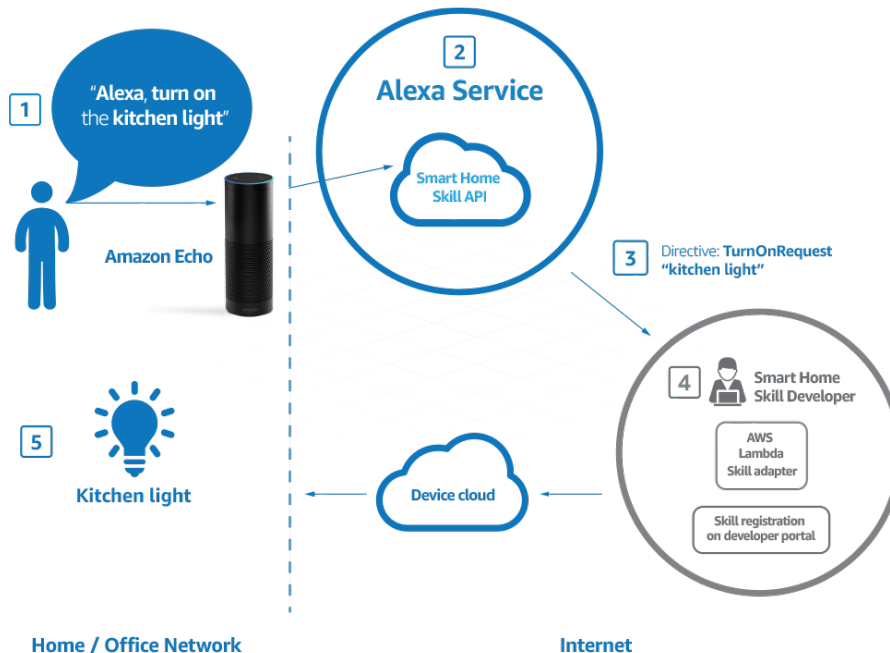 1
“Alexa, turn on
the kitchen light”
Amazon Echo
2
Alexa Service
Smart Home
Skill API
3
Directive: TurnOnRequest
“kitchen light”
4
Smart Home
Skill Developer
AWS
Lambda
Skill adapter
Skill registration
on developer portal
Device cloud
5
Kitchen light
Home / Office Network
Internet